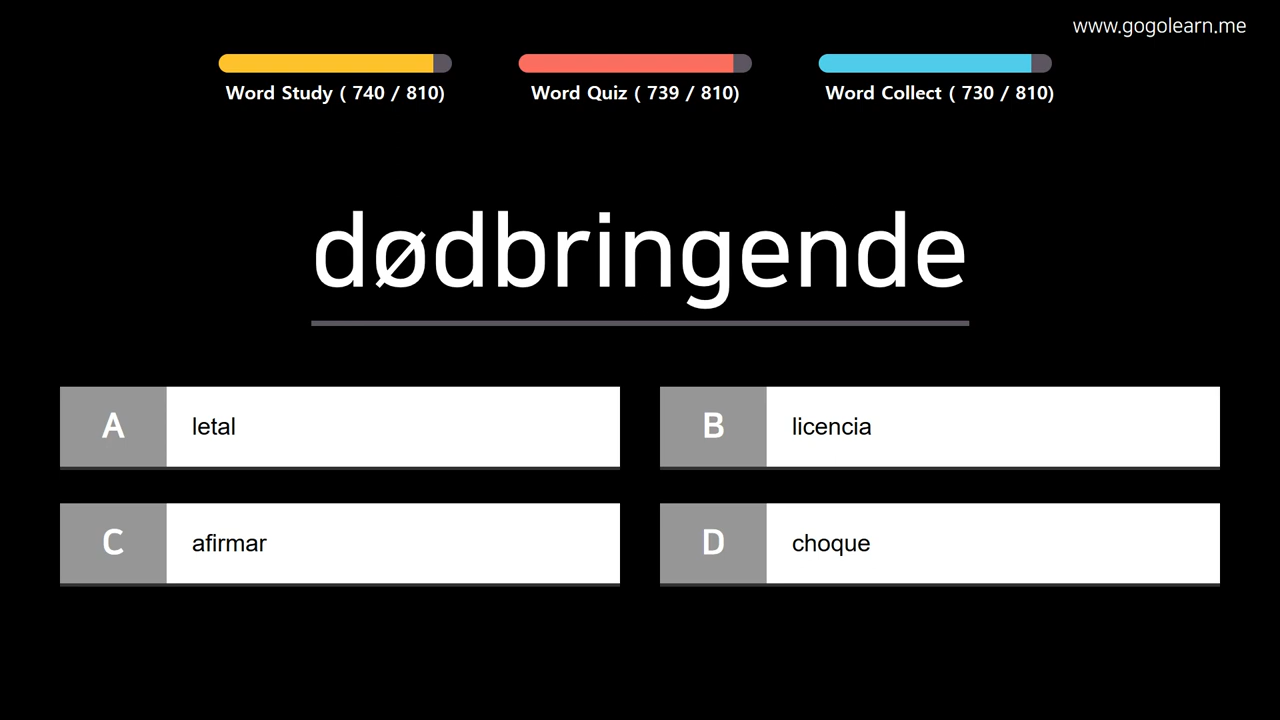 www.gogolearn.me
Word Study ( 740 / 810)
Word Quiz ( 739 / 810)
Word Collect ( 730 / 810)
dødbringende
A letal
B licencia
C afirmar
D choque